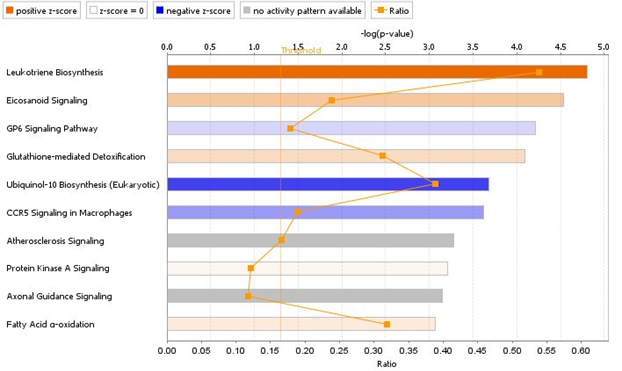 positive z-score z-score = 0 negative z-score no activity pattern available Ratio
-log(p-value)
0.0 0.5 1.0 1.5 2.0 2.5 3.0 3.5 4.0 4.5 5.0
Threshold
Leukotriene Biosynthesis
Eicosanoid Signaling
GP6 Signaling Pathway
Glutathione-mediated Detoxification
Ubiquinol-10 Biosynthesis (Eukaryotic)
CCR5 Signaling in Macrophages
Atherosclerosis Signaling
Protein Kinase A Signaling
Axonal Guidance Signaling
Fatty Acid α-oxidation
0.00 0.05 0.10 0.15 0.20 0.25 0.30 0.35 0.40 0.45 0.50 0.55 0.60
Ratio